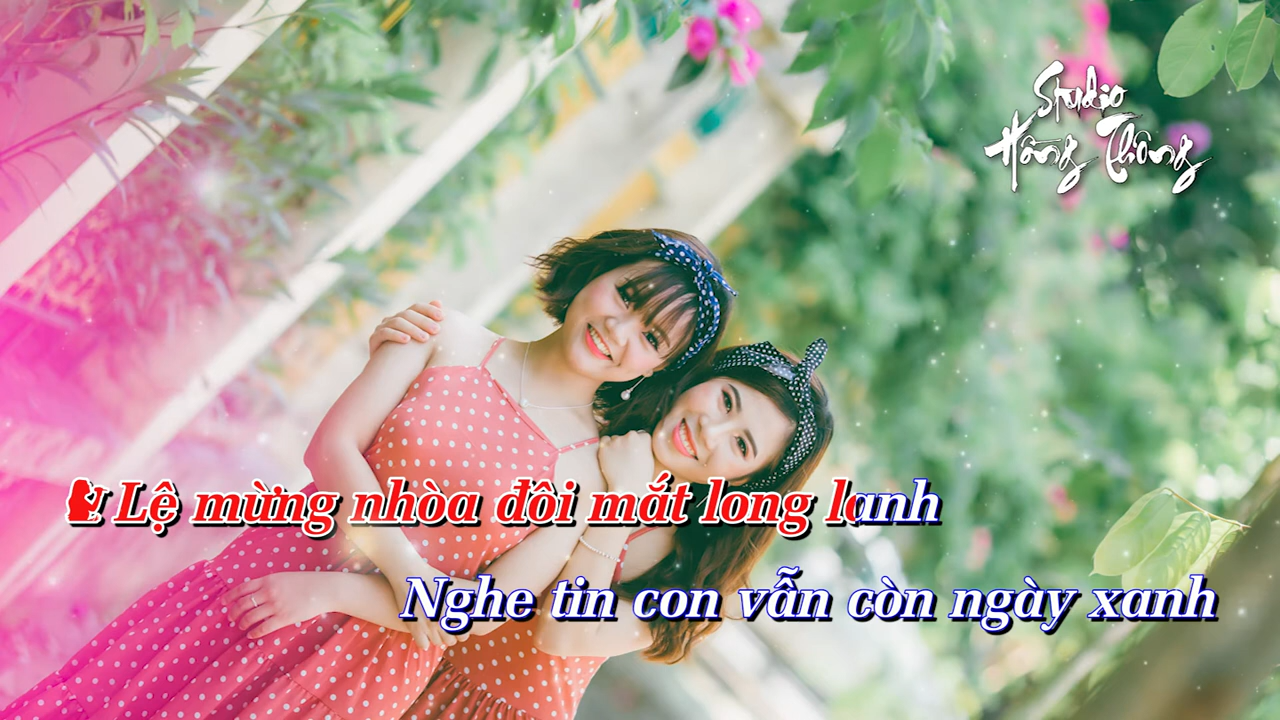 Studio
Hồng Thông
Lệ mừng nhòa đôi mắt long lanh
Nghe tin con vẫn còn ngày xanh